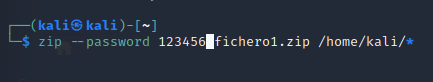 ┌──(kali㉿kali)-[~]
└─$ zip --password 123456 fichero1.zip /home/kali/*